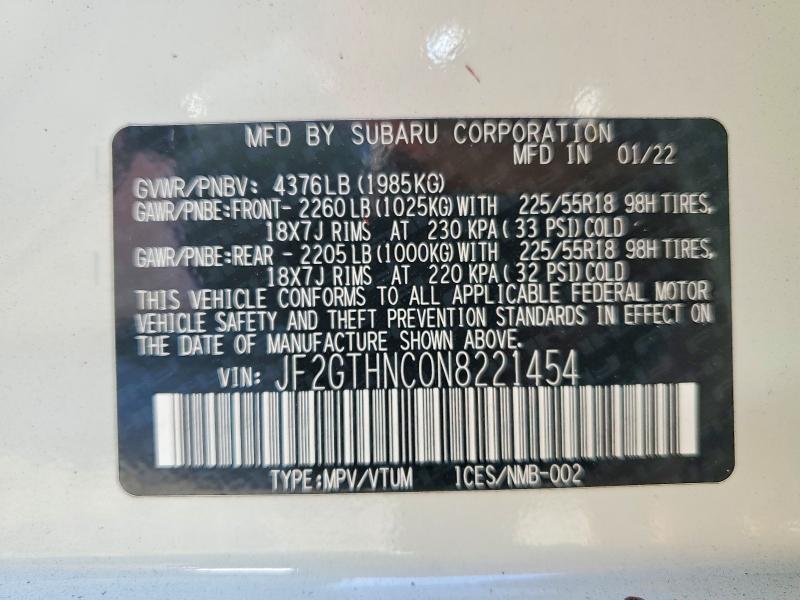 MFD BY SUBARU CORPORATION
MFD IN 01/22
GVWR/PNBV: 4376LB (1985KG)
GAWR/PNBE:FRONT-2260LB (1025KG)WITH 225/55R18 98H TIRES,
18X7J RIMS AT 230 KPA(33 PSI)COLD
GAWR/PNBE:REAR -2205LB (1000KG)WITH 225/55R18 98H TIRES,
18X7J RIMS AT 220 KPA(32 PSI)COLD
THIS VEHICLE CONFORMS TO ALL APPLICABLE FEDERAL MOTOR
VEHICLE SAFETY AND THEFT PREVENTION STANDARDS IN EFFECT ON
THE DATE OF MANUFACTURE SHOWN ABOVE.
VIN: JF2GTHNC0N8221454
TYPE:MPV/VTUM ICES/NMB-002